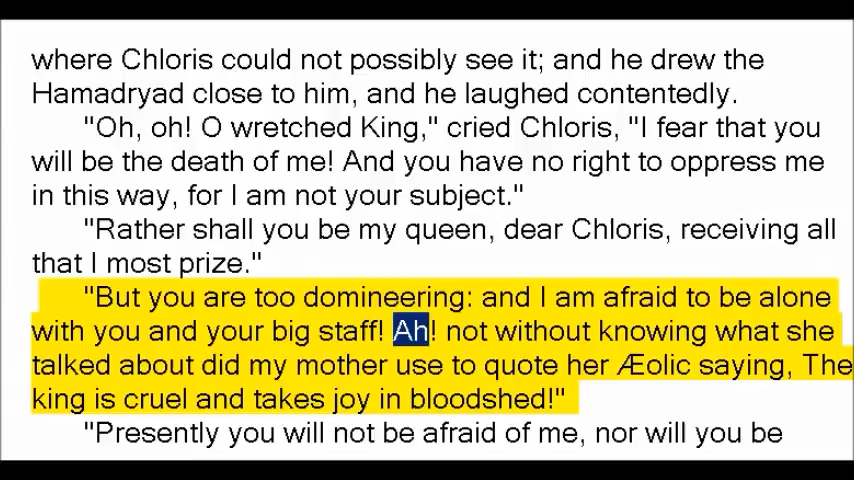 where Chloris could not possibly see it; and he drew the
Hamadryad close to him, and he laughed contentedly.
"Oh, oh! O wretched King," cried Chloris, "I fear that you
will be the death of me! And you have no right to oppress me
in this way, for I am not your subject."
"Rather shall you be my queen, dear Chloris, receiving all
that I most prize."
"But you are too domineering: and I am afraid to be alone
with you and your big staff! Ah! not without knowing what she
talked about did my mother use to quote her Æolic saying, The
king is cruel and takes joy in bloodshed!"
"Presently you will not be afraid of me, nor will you be